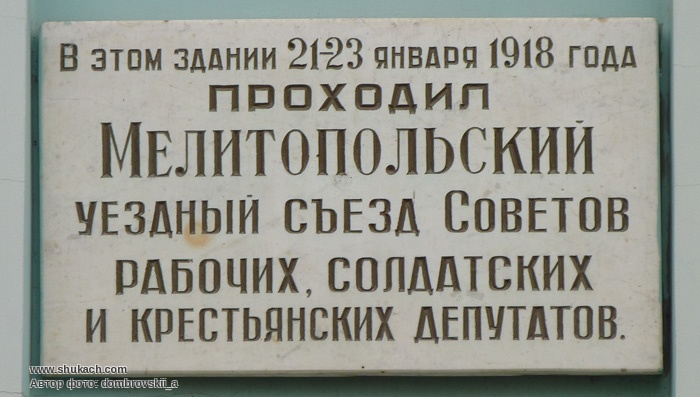 В этом здании 21-23 января 1918 года
проходил
Мелитопольский
уездный съезд Советов
рабочих, солдатских
и крестьянских депутатов.
www.shukach.com
Автор фото: dombrovskii_a